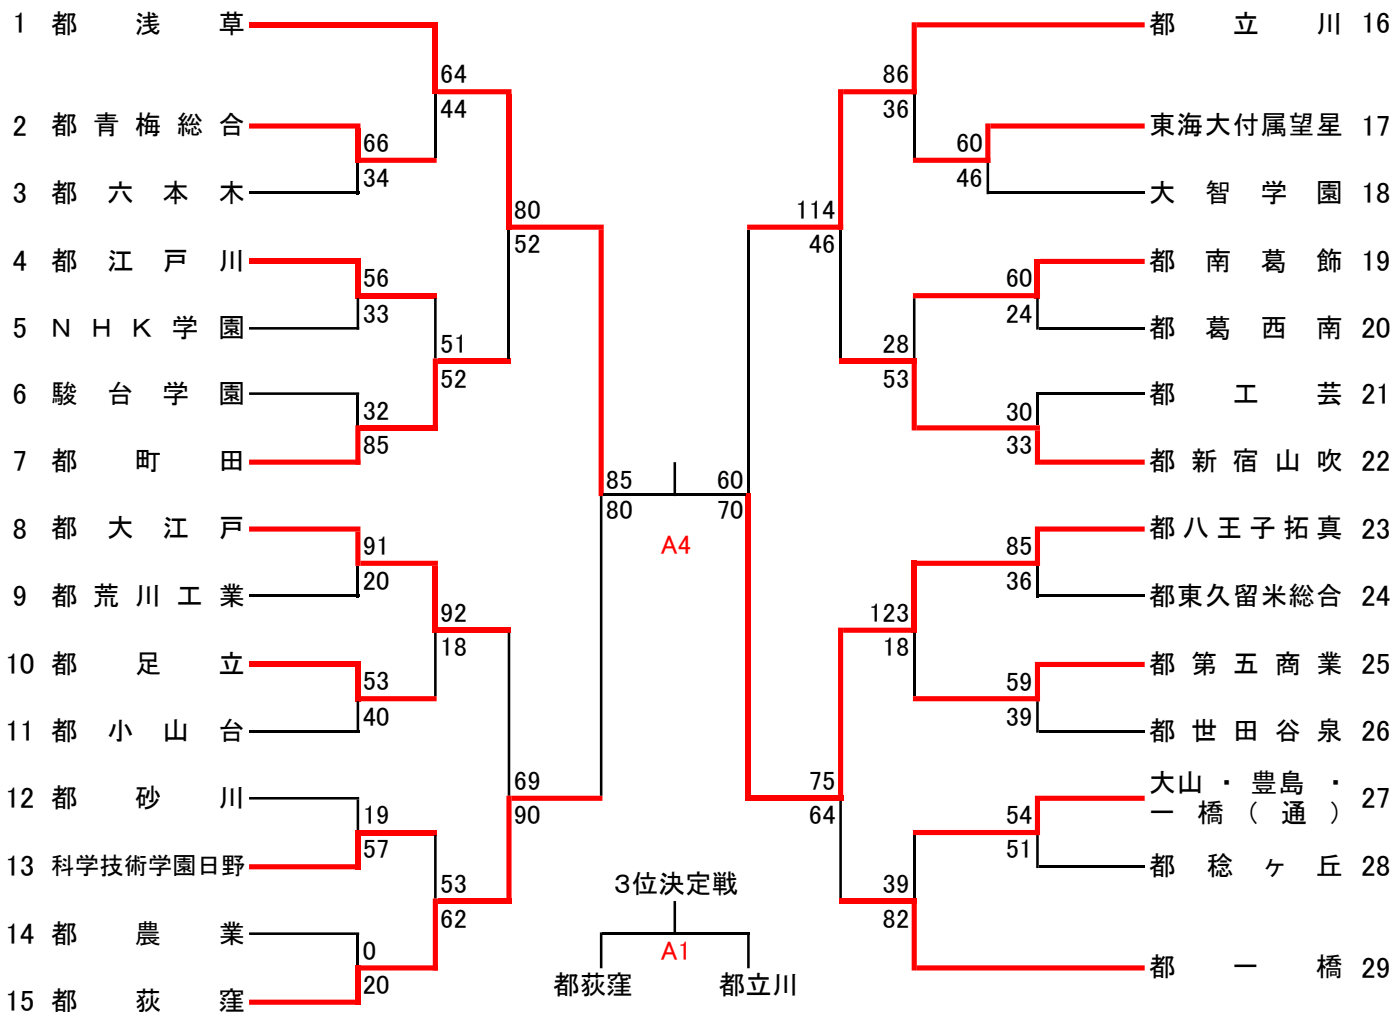 1 都浅草
64
44
2 都青梅総合
66
34
3 都六本木
80
52
4 都江戸川
56
33
5 NHK学園
51
52
6 駿台学園
32
85
7 都町田
85
80
8 都大江戸
91
20
9 都荒川工業
92
18
10 都足立
53
40
11 都小山台
69
90
12 都砂川
19
57
13 科学技術学園日野
53
62
14 都農業
0
20
15 都荻窪
60
70
A4
3位決定戦
A1
都荻窪 都立川
都立川 16
86
36
東海大付属望星 17
60
46
大智学園 18
114
46
都南葛飾 19
60
24
都葛西南 20
28
53
都工芸 21
30
33
都新宿山吹 22
都八王子拓真 23
85
36
都東久留米総合 24
123
18
都第五商業 25
59
39
都世田谷泉 26
75
64
大山・豊島・
一橋(通) 27
54
51
都稔ヶ丘 28
39
82
都一橋 29